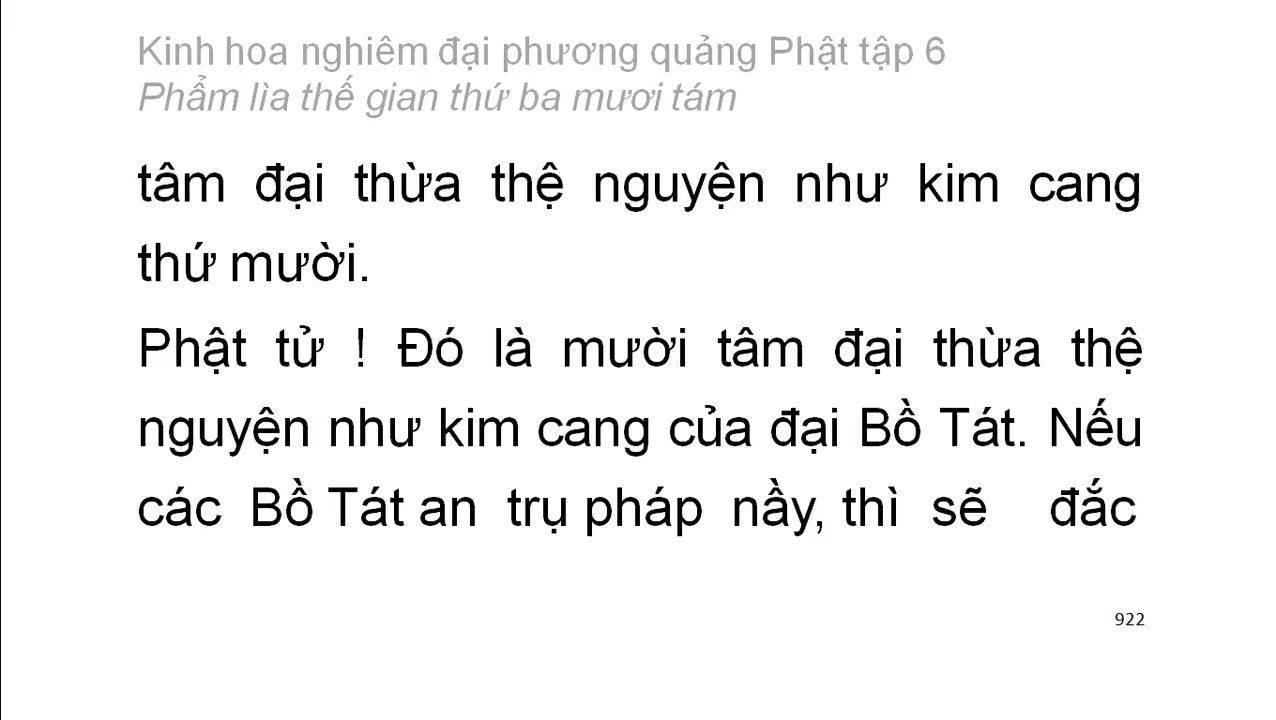 Kinh hoa nghiêm đại phương quảng Phật tập 6
Phẩm lìa thế gian thứ ba mươi tám
tâm đại thừa thệ nguyện như kim cang
thứ mười.
Phật tử ! Đó là mười tâm đại thừa thệ
nguyện như kim cang của đại Bồ Tát. Nếu
các Bồ Tát an trụ pháp nầy, thì sẽ đắc
922